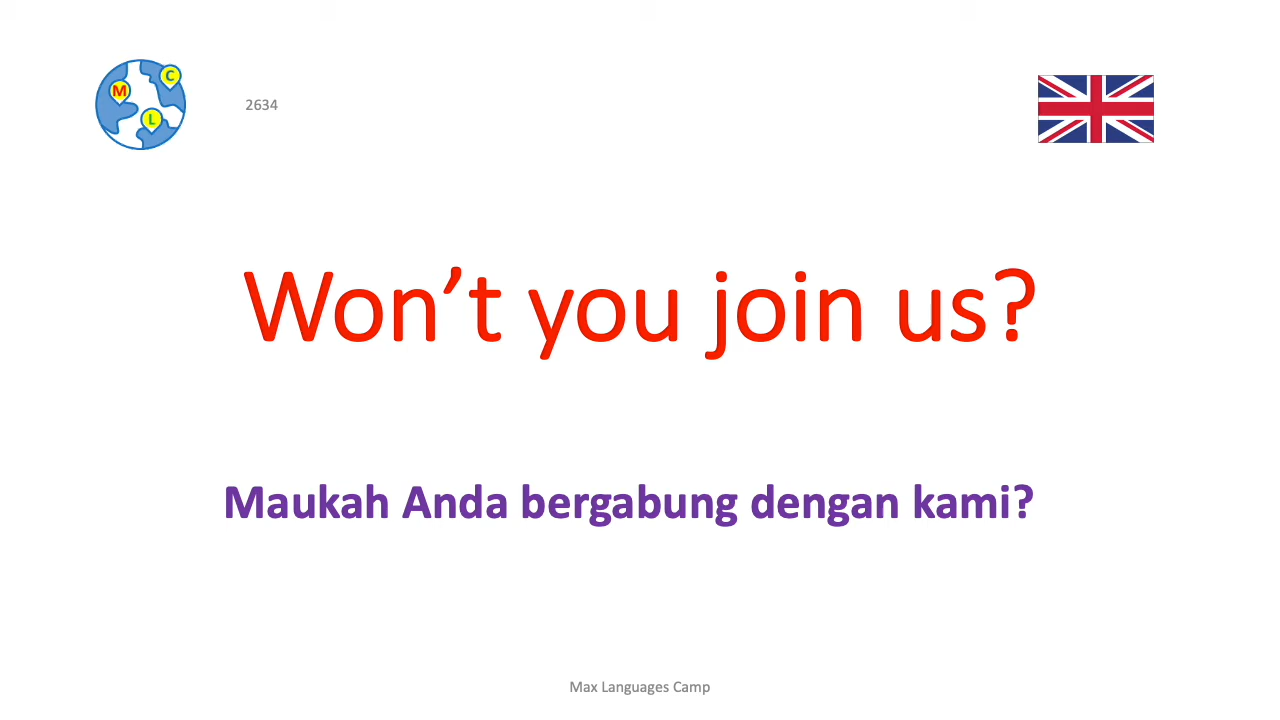 M
C
L
2634
Won’t you join us?
Maukah Anda bergabung dengan kami?
Max Languages Camp